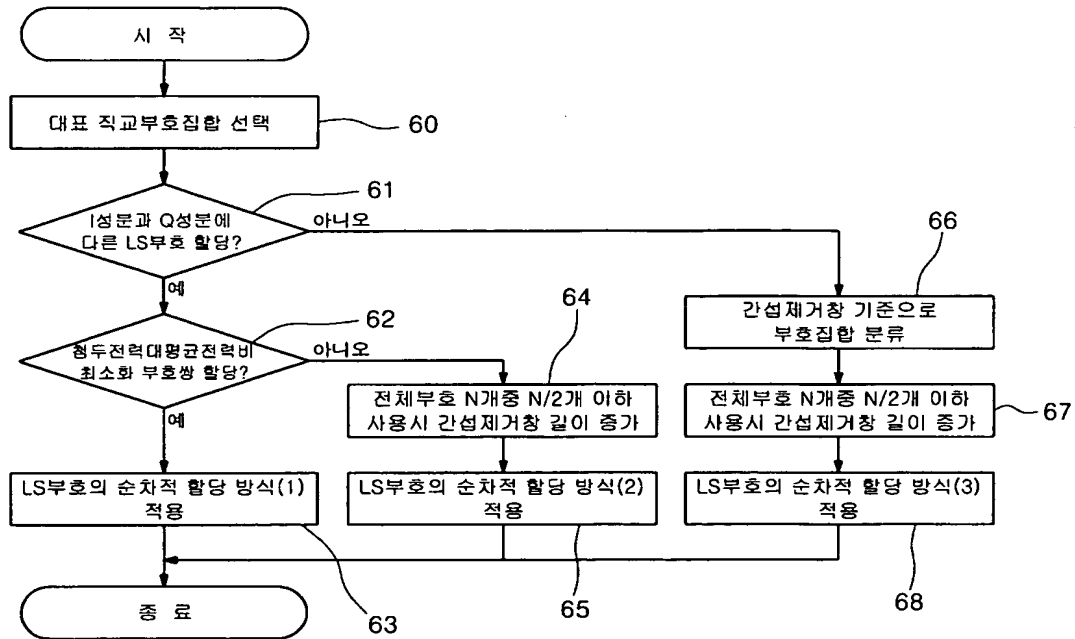 시 작
대표 직교부호집합 선택
60
61
I성분과 Q성분에
다른 LS부호 할당?
아니오
예
66
간섭제거창 기준으로
부호집합 분류
62
첨두전력대평균전력비
최소화 부호쌍 할당?
아니오
예
64
전체부호 N개중 N/2개 이하
사용시 간섭제거창 길이 증가
전체부호 N개중 N/2개 이하
사용시 간섭제거창 길이 증가
67
LS부호의 순차적 할당 방식(1)
적용
LS부호의 순차적 할당 방식(2)
적용
LS부호의 순차적 할당 방식(3)
적용
63
65
68
종 료